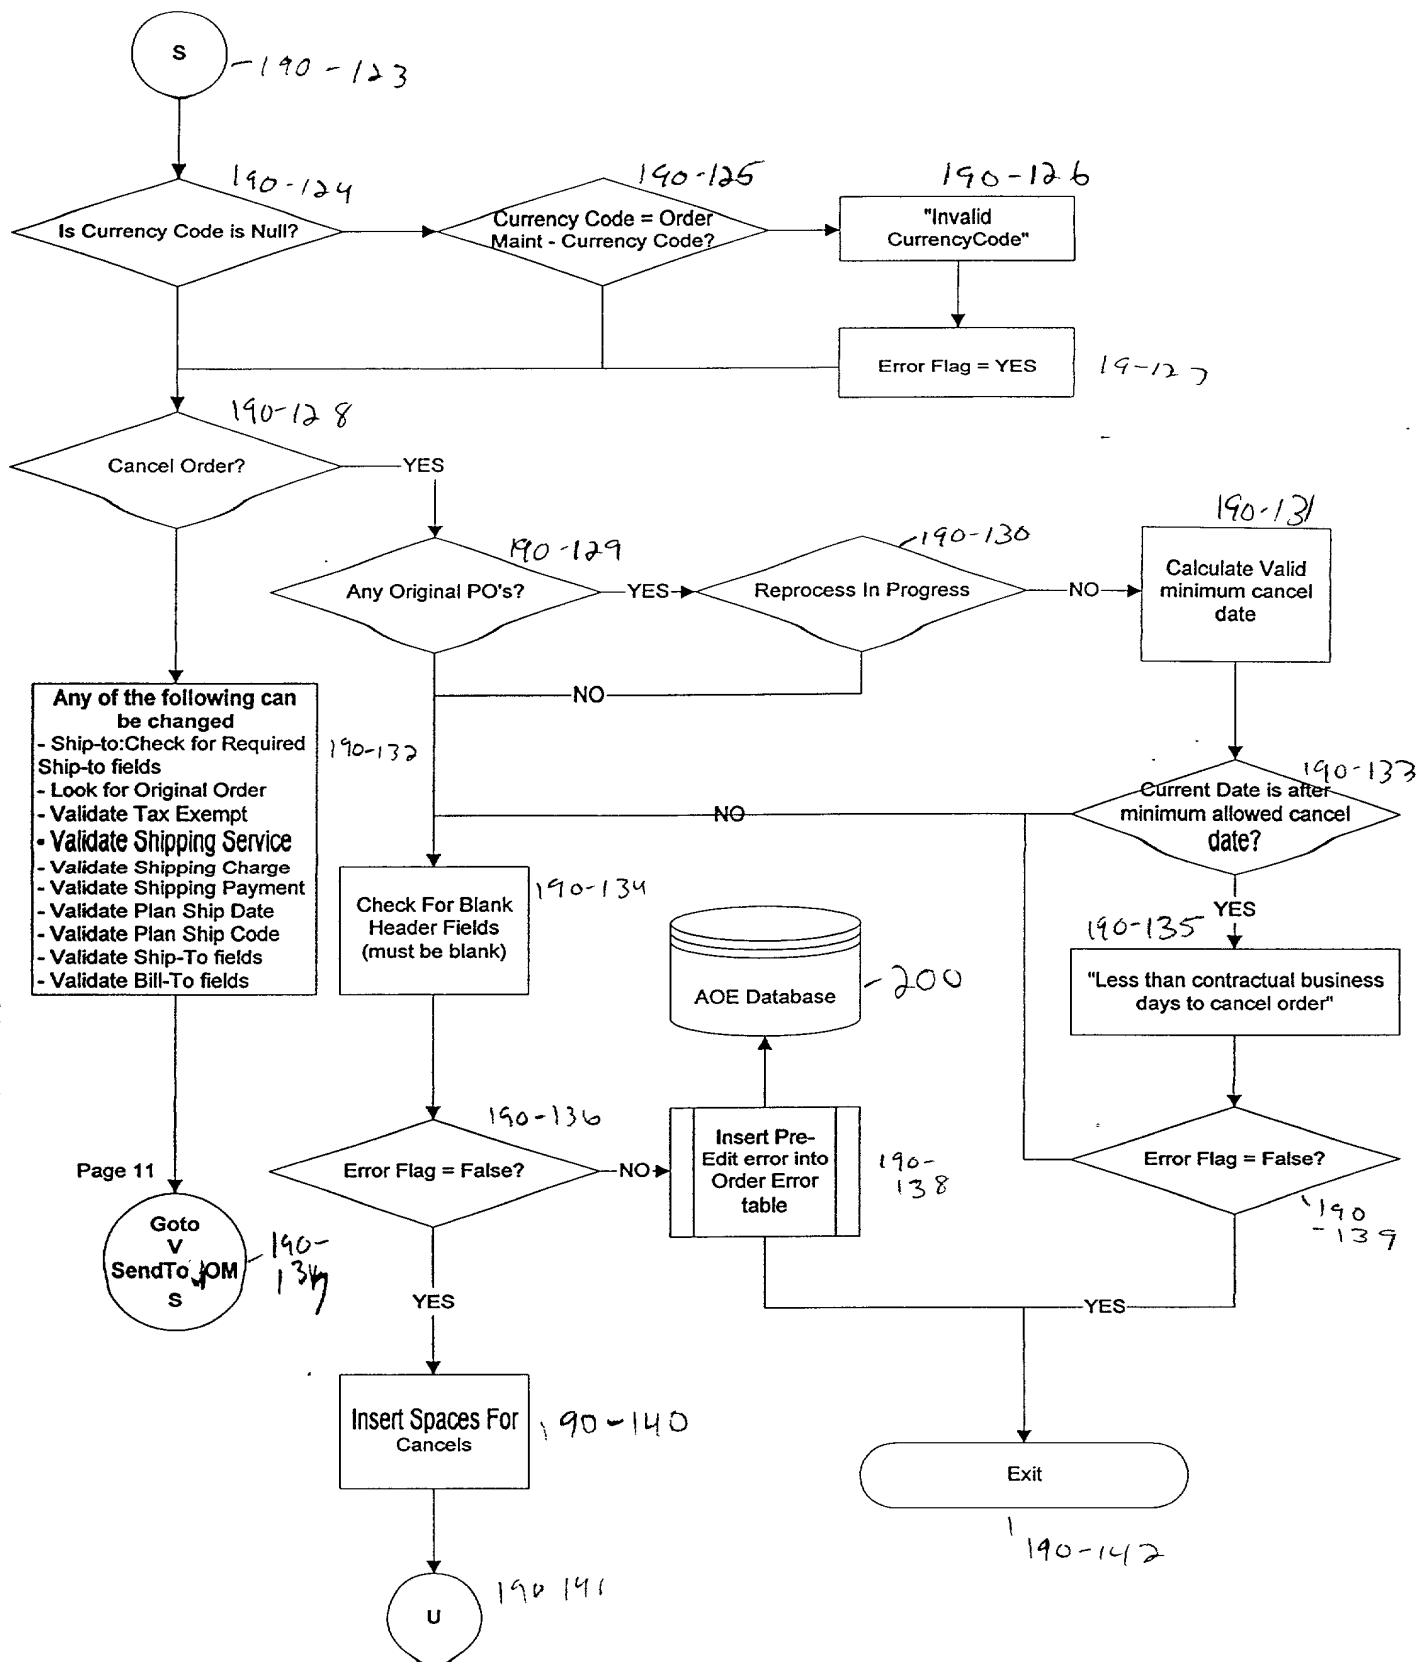 S
190-123
190-124
Is Currency Code is Null?
190-125
Currency Code = Order
Maint - Currency Code?
190-126
"Invalid
CurrencyCode"
Error Flag = YES
19-127
190-128
Cancel Order?
YES
190-129
Any Original PO's?
YES
190-130
Reprocess In Progress
NO
190-131
Calculate Valid
minimum cancel
date
NO
Any of the following can
be changed
- Ship-to:Check for Required
Ship-to fields
- Look for Original Order
- Validate Tax Exempt
- Validate Shipping Service
- Validate Shipping Charge
- Validate Shipping Payment
- Validate Plan Ship Date
- Validate Plan Ship Code
- Validate Ship-To fields
- Validate Bill-To fields
190-132
190-133
Current Date is after
minimum allowed cancel
date?
NO
YES
Check For Blank
Header Fields
(must be blank)
190-134
AOE Database
200
190-135
"Less than contractual business
days to cancel order"
190-136
Error Flag = False?
NO
Insert Pre-
Edit error into
Order Error
table
190-
138
Error Flag = False?
190
-139
Page 11
Goto
V
SendTo OM
S
190-
YES
YES
Insert Spaces For
Cancels
190-140
Exit
190-142
U
190 141